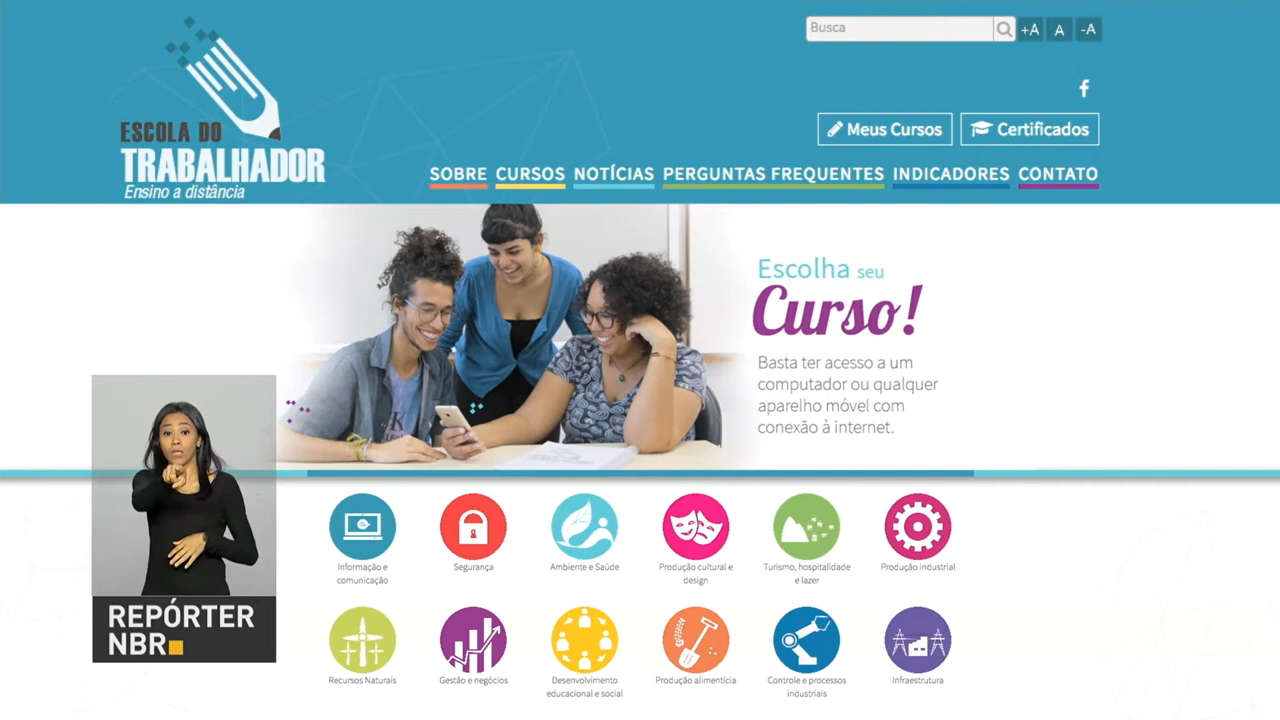 Busca
+A
A
-A
Meus Cursos
Certificados
ESCOLA DO
TRABALHADOR
Ensino a distância
SOBRE CURSOS NOTÍCIAS PERGUNTAS FREQUENTES INDICADORES CONTATO
Escolha seu
Curso!
Basta ter acesso a um
computador ou qualquer
aparelho móvel com
conexão à internet.
Informação e
comunicação
Segurança
Ambiente e Saúde
Produção cultural e
design
Turismo, hospitalidade
e lazer
Produção industrial
Recursos Naturais
Gestão e negócios
Desenvolvimento
educacional e social
Produção alimentícia
Controle e processos
industriais
Infraestrutura
REPÓRTER
NBR